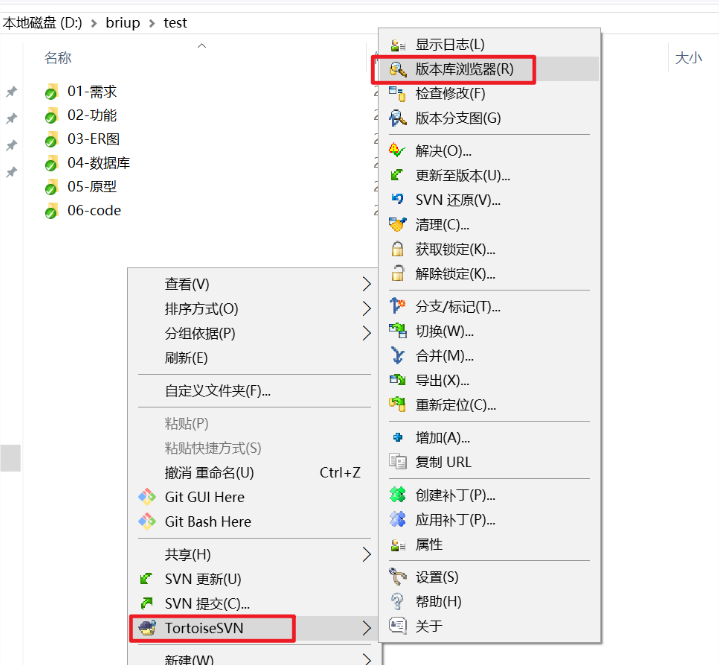 本地磁盘 (D:) > briup > test
名称
大小
01-需求
02-功能
03-ER图
04-数据库
05-原型
06-code
查看(V)
排序方式(O)
分组依据(P)
刷新(E)
自定义文件夹(F)...
粘贴(P)
粘贴快捷方式(S)
撤消 重命名(U) Ctrl+Z
Git GUI Here
Git Bash Here
共享(H)
SVN 更新(U)
SVN 提交(C)...
TortoiseSVN
新建(W)
显示日志(L)
版本库浏览器(R)
检查修改(F)
版本分支图(G)
解决(O)...
更新至版本(U)...
SVN 还原(V)...
清理(C)...
获取锁定(K)...
解除锁定(K)...
分支/标记(T)...
切换(W)...
合并(M)...
导出(X)...
重新定位(C)...
增加(A)...
复制 URL
创建补丁(P)...
应用补丁(P)...
属性
设置(S)
帮助(H)
关于